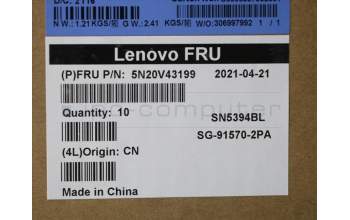 N.W.: 1.21 KGS/箱 G.W.: 2.41 KGS/箱 W/O:306997992 1 / 1
Lenovo FRU
(P)FRU P/N: 5N20V43199 2021-04-21
Quantity: 10 SN5394BL
SG-91570-2PA
(4L)Origin: CN
Made in China